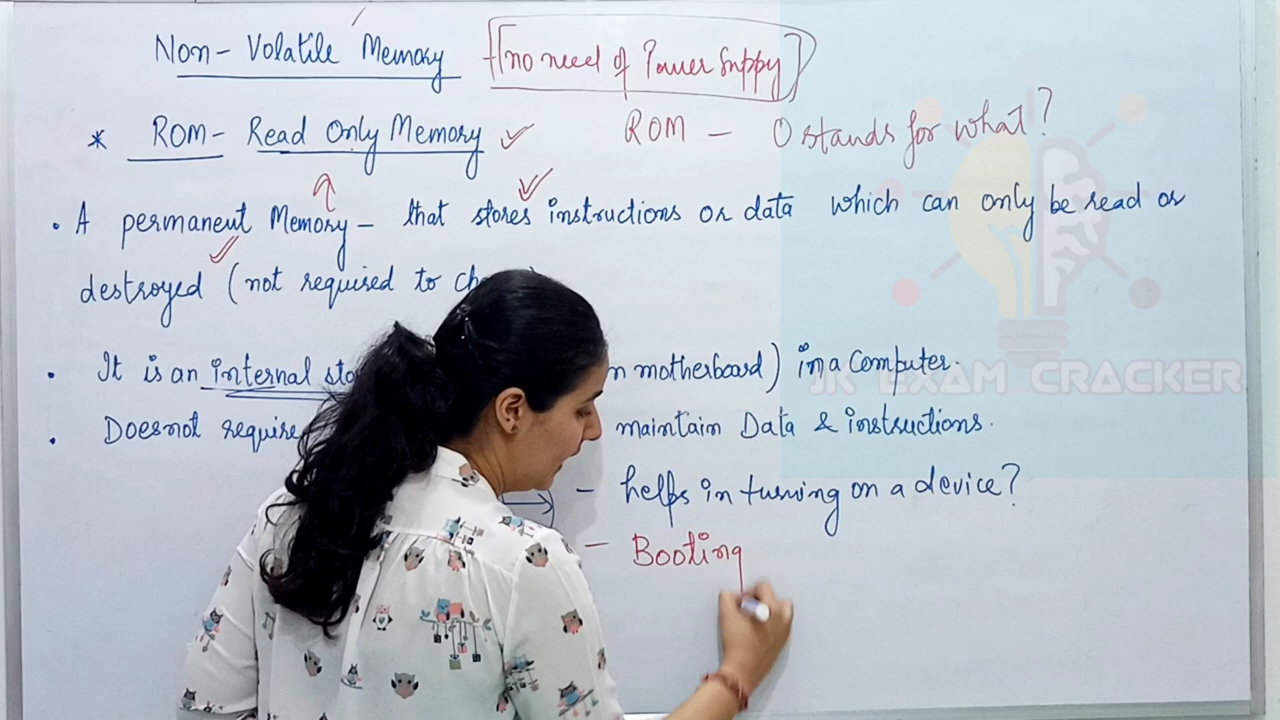 Non-Volatile Memory [no need of Power Supply]
* ROM- Read Only Memory ✓ ROM - O stands for what?
• A permanent Memory - that stores instructions or data which can only be read or
destroyed (not required to
• It is an internal motherboard) in a Computer.
• Doesnot require maintain Data & instructions.
JK EXAM CRACKER
- helps in turning on a device?
- Booting